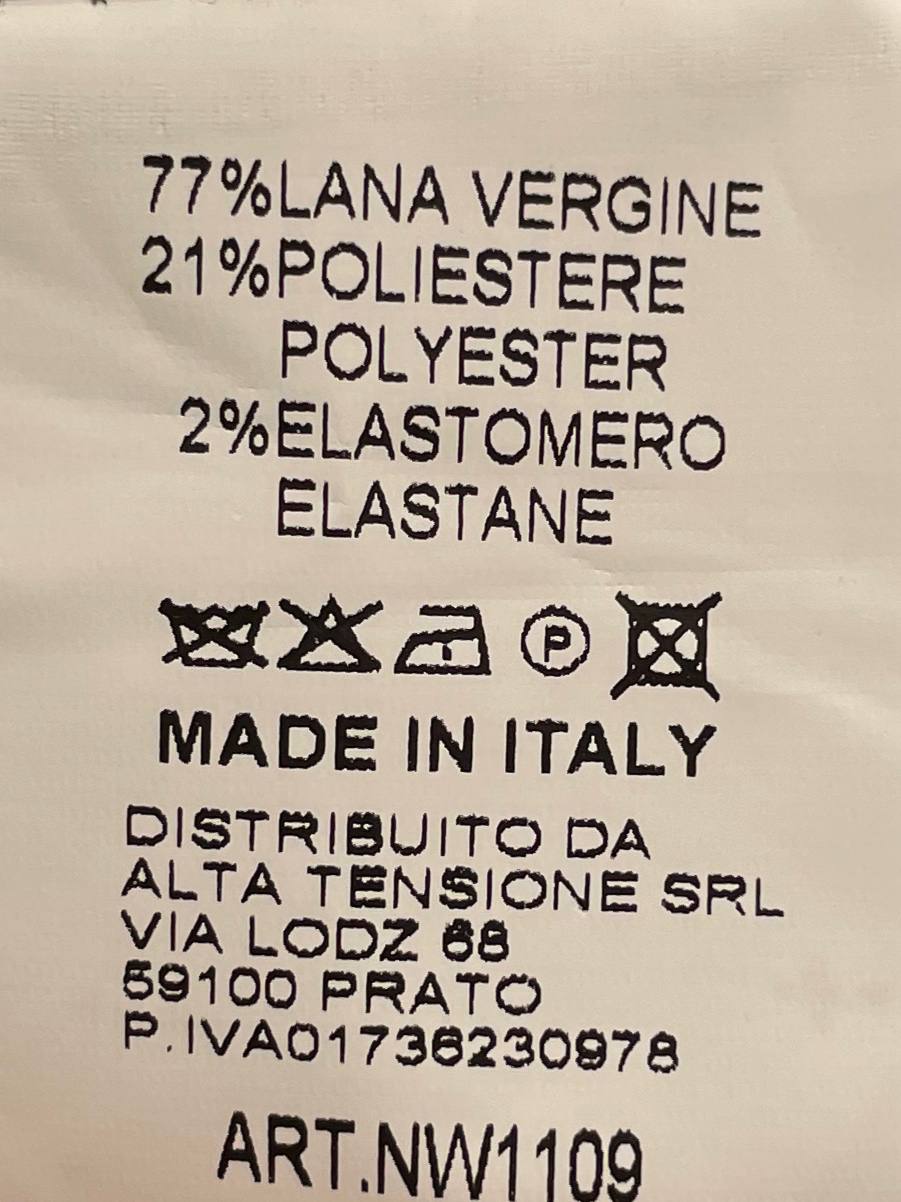 77%LANA VERGINE
21%POLIESTERE
POLYESTER
2%ELASTOMERO
ELASTANE
P
MADE IN ITALY
DISTRIBUITO DA
ALTA TENSIONE SRL
VIA LODZ 68
59100 PRATO
P.IVA01736230978
ART.NW1109